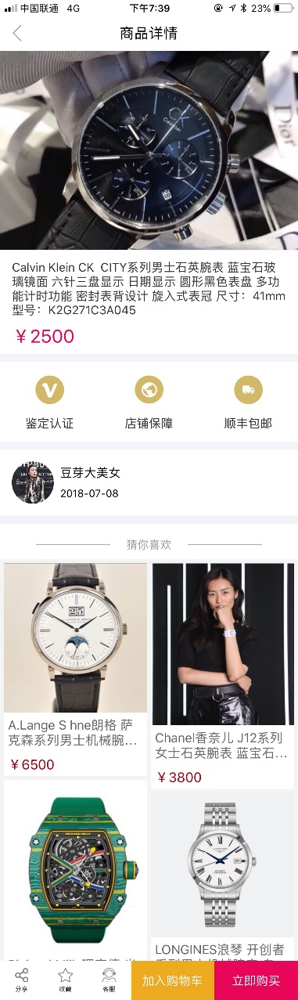 中国联通 4G 下午7:39 23%
商品详情
CK
Calvin Klein
Dior
Calvin Klein CK CITY系列男士石英腕表 蓝宝石玻
璃镜面 六针三盘显示 日期显示 圆形黑色表盘 多功
能计时功能 密封表背设计 旋入式表冠 尺寸：41mm
型号：K2G271C3A045
￥2500
鉴定认证 店铺保障 顺丰包邮
豆芽大美女
2018-07-08
猜你喜欢
A.Lange S hne朗格 萨
克森系列男士机械腕...
￥6500
Chanel香奈儿 J12系列
女士石英腕表 蓝宝石...
￥3800
RICHARD MILLE
LONGINES
LONGINES浪琴 开创者
分享
收藏
客服
加入购物车
立即购买